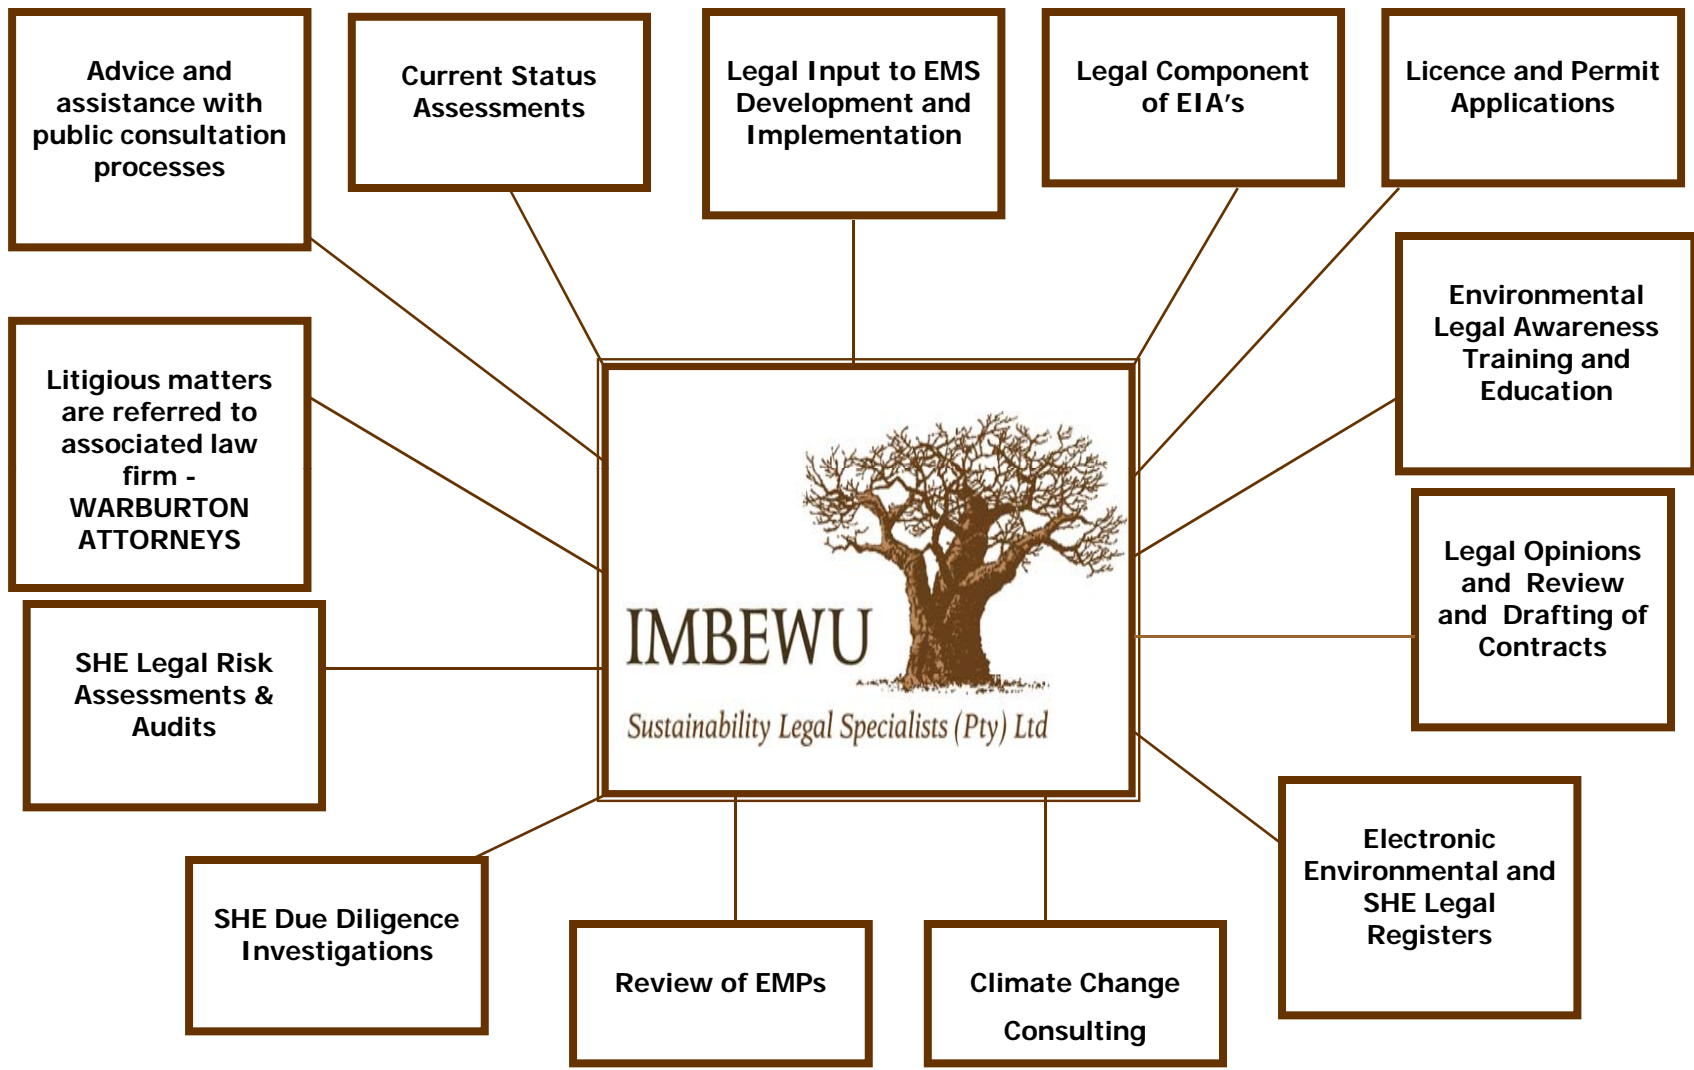 Advice and
assistance with
public consultation
processes
Current Status
Assessments
Legal Input to EMS
Development and
Implementation
Legal Component
of EIA's
Licence and Permit
Applications
Environmental
Legal Awareness
Training and
Education
Litigious matters
are referred to
associated law
firm -
WARBURTON
ATTORNEYS
IMBEWU
Sustainability Legal Specialists (Pty) Ltd
Legal Opinions
and Review
and Drafting of
Contracts
SHE Legal Risk
Assessments &
Audits
Electronic
Environmental and
SHE Legal
Registers
SHE Due Diligence
Investigations
Review of EMPs
Climate Change
Consulting